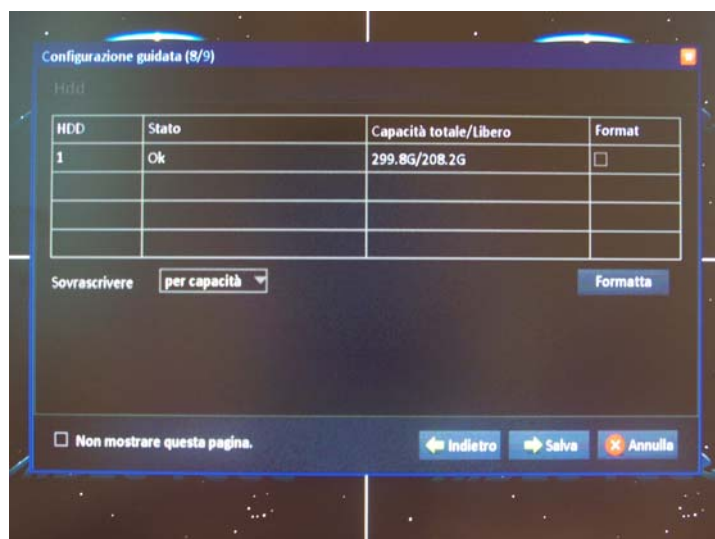 Configurazione guidata (8/9)
Hdd
HDD Stato Capacità totale/Libero Format
1 Ok 299.8G/208.2G
Sovrascrivere per capacità Formatta
Non mostrare questa pagina. Indietro Salva Annulla